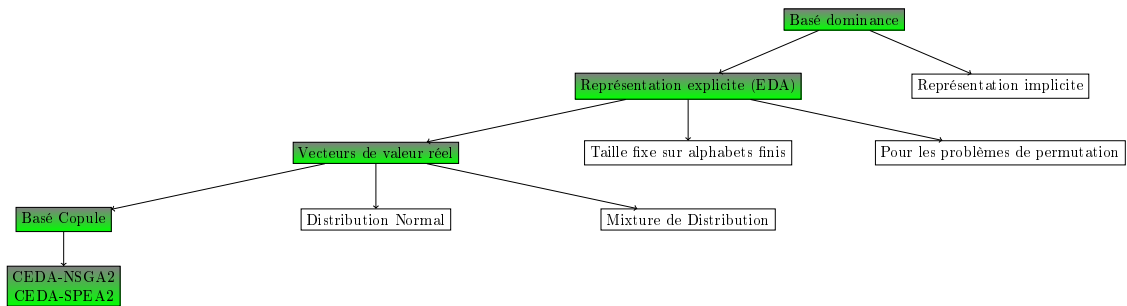 Basé dominance
Représentation explicite (EDA)
Représentation implicite
Vecteurs de valeur réel
Taille fixe sur alphabets finis
Pour les problèmes de permutation
Basé Copule
Distribution Normal
Mixture de Distribution
CEDA-NSGA2
CEDA-SPEA2